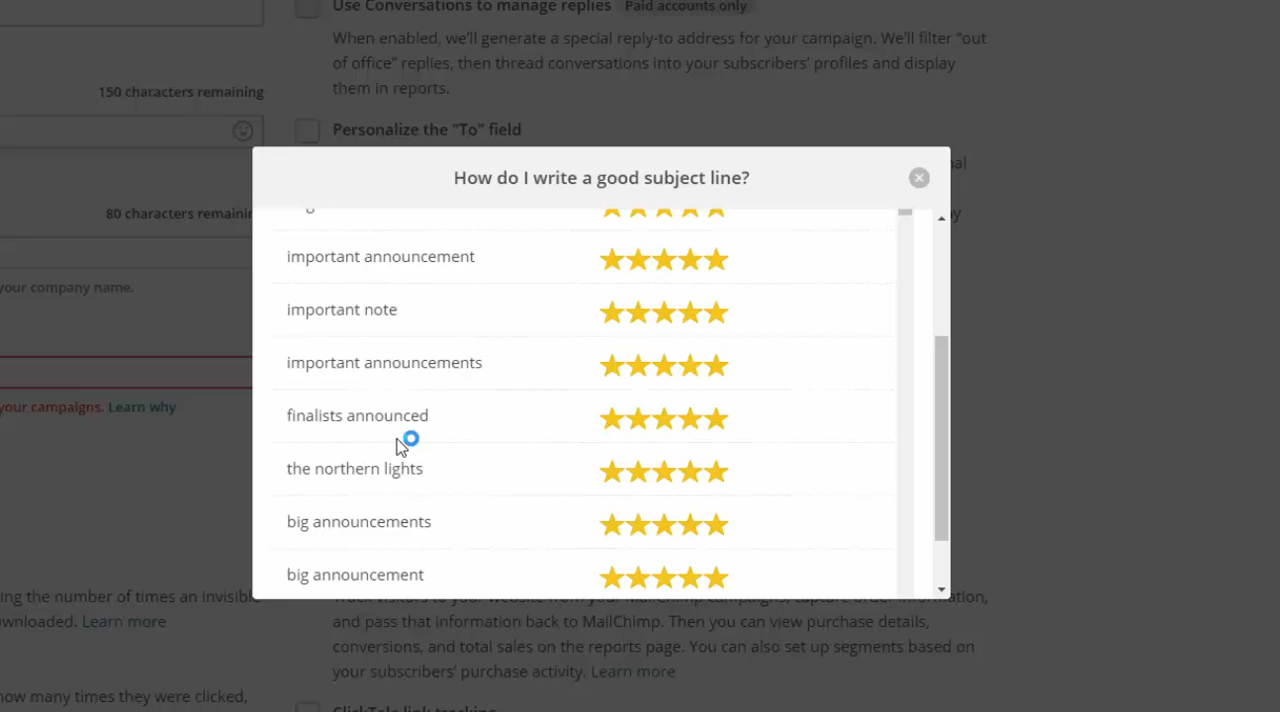 Use Conversations to manage replies Paid accounts only
When enabled, we'll generate a special reply-to address for your campaign. We'll filter “out
of office” replies, then thread conversations into your subscribers' profiles and display
them in reports.
150 characters remaining
Personalize the "To" field
80 characters remainin
your company name.
your campaigns. Learn why
How do I write a good subject line?
important announcement
important note
important announcements
finalists announced
the northern lights
big announcements
big announcement
ing the number of times an invisible
wnloaded. Learn more
how many times they were clicked,
Track visitors to your website from your MailChimp campaigns, capture order information,
and pass that information back to MailChimp. Then you can view purchase details,
conversions, and total sales on the reports page. You can also set up segments based on
your subscribers' purchase activity. Learn more
ClickTale link tracking